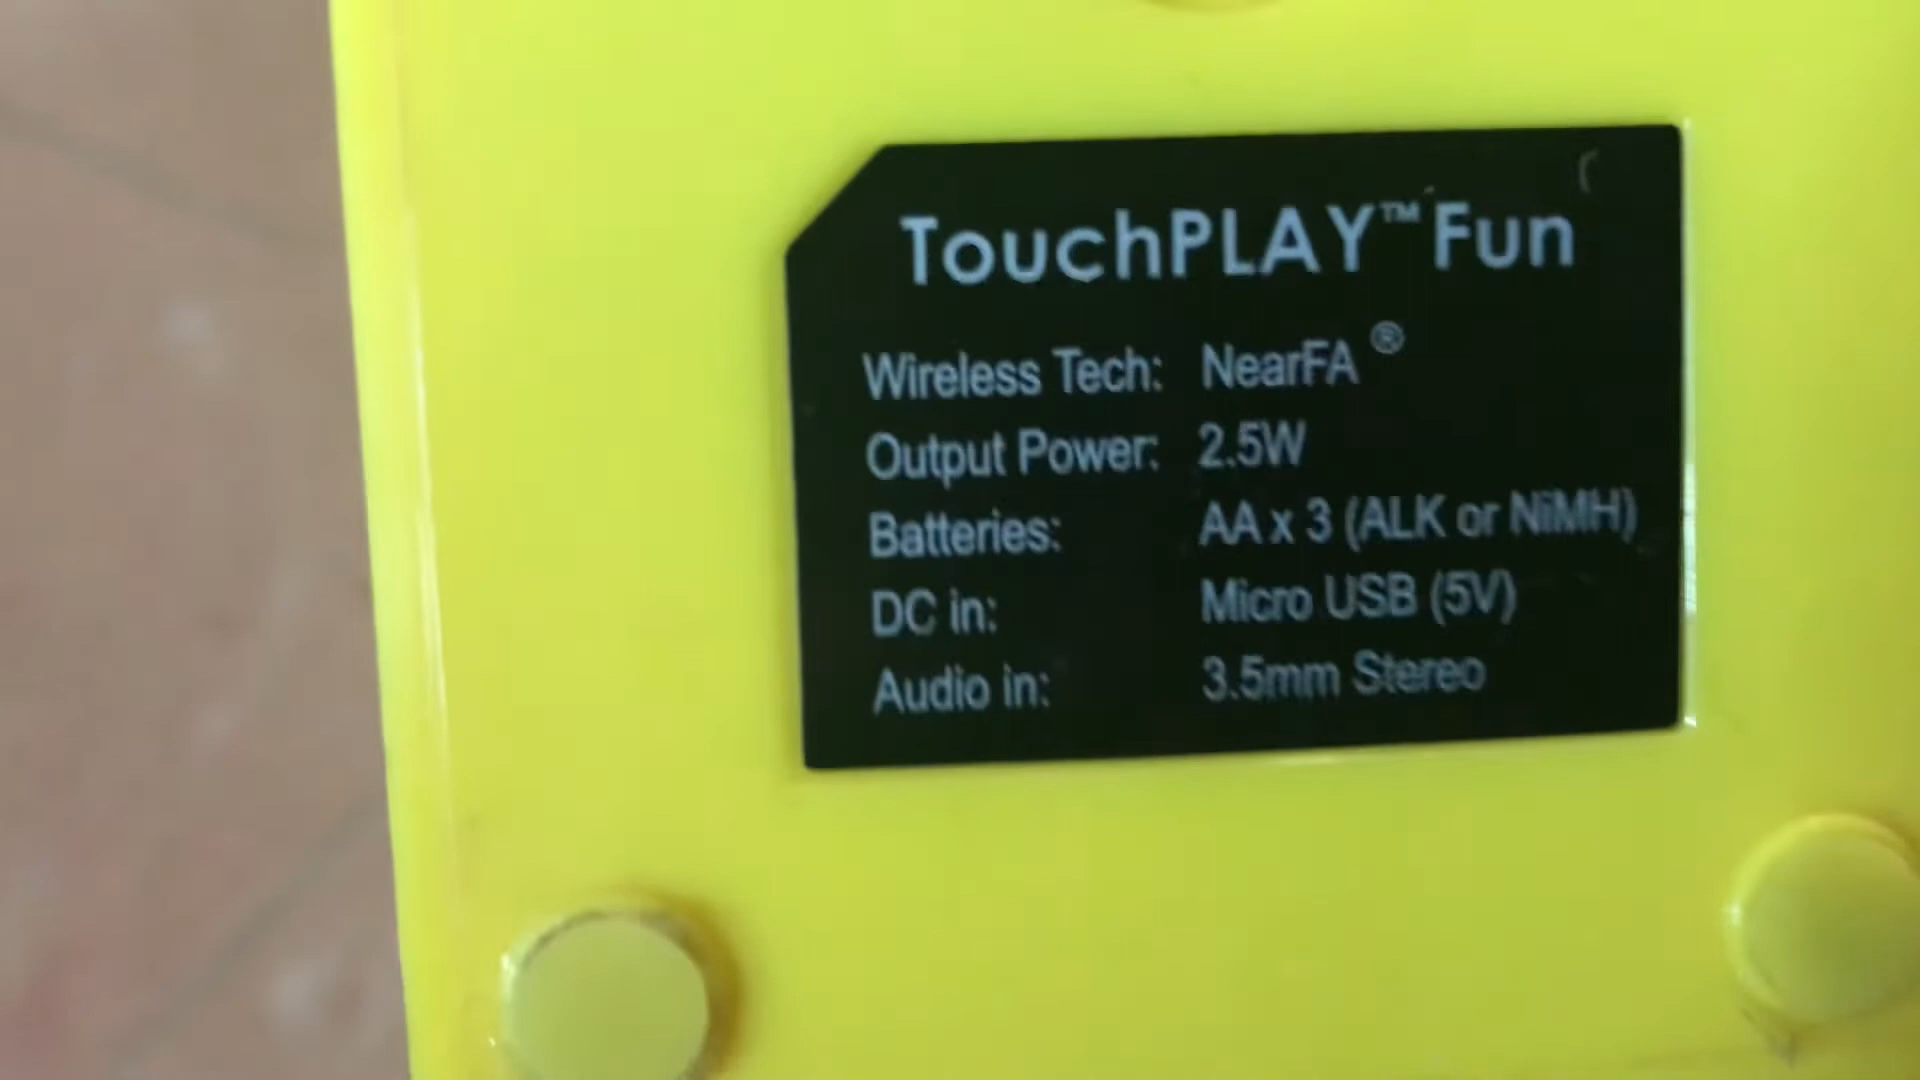 TouchPLAY™ Fun
Wireless Tech: NearFA®
Output Power: 2.5W
Batteries: AA x 3 (ALK or NiMH)
DC in: Micro USB (5V)
Audio in: 3.5mm Stereo